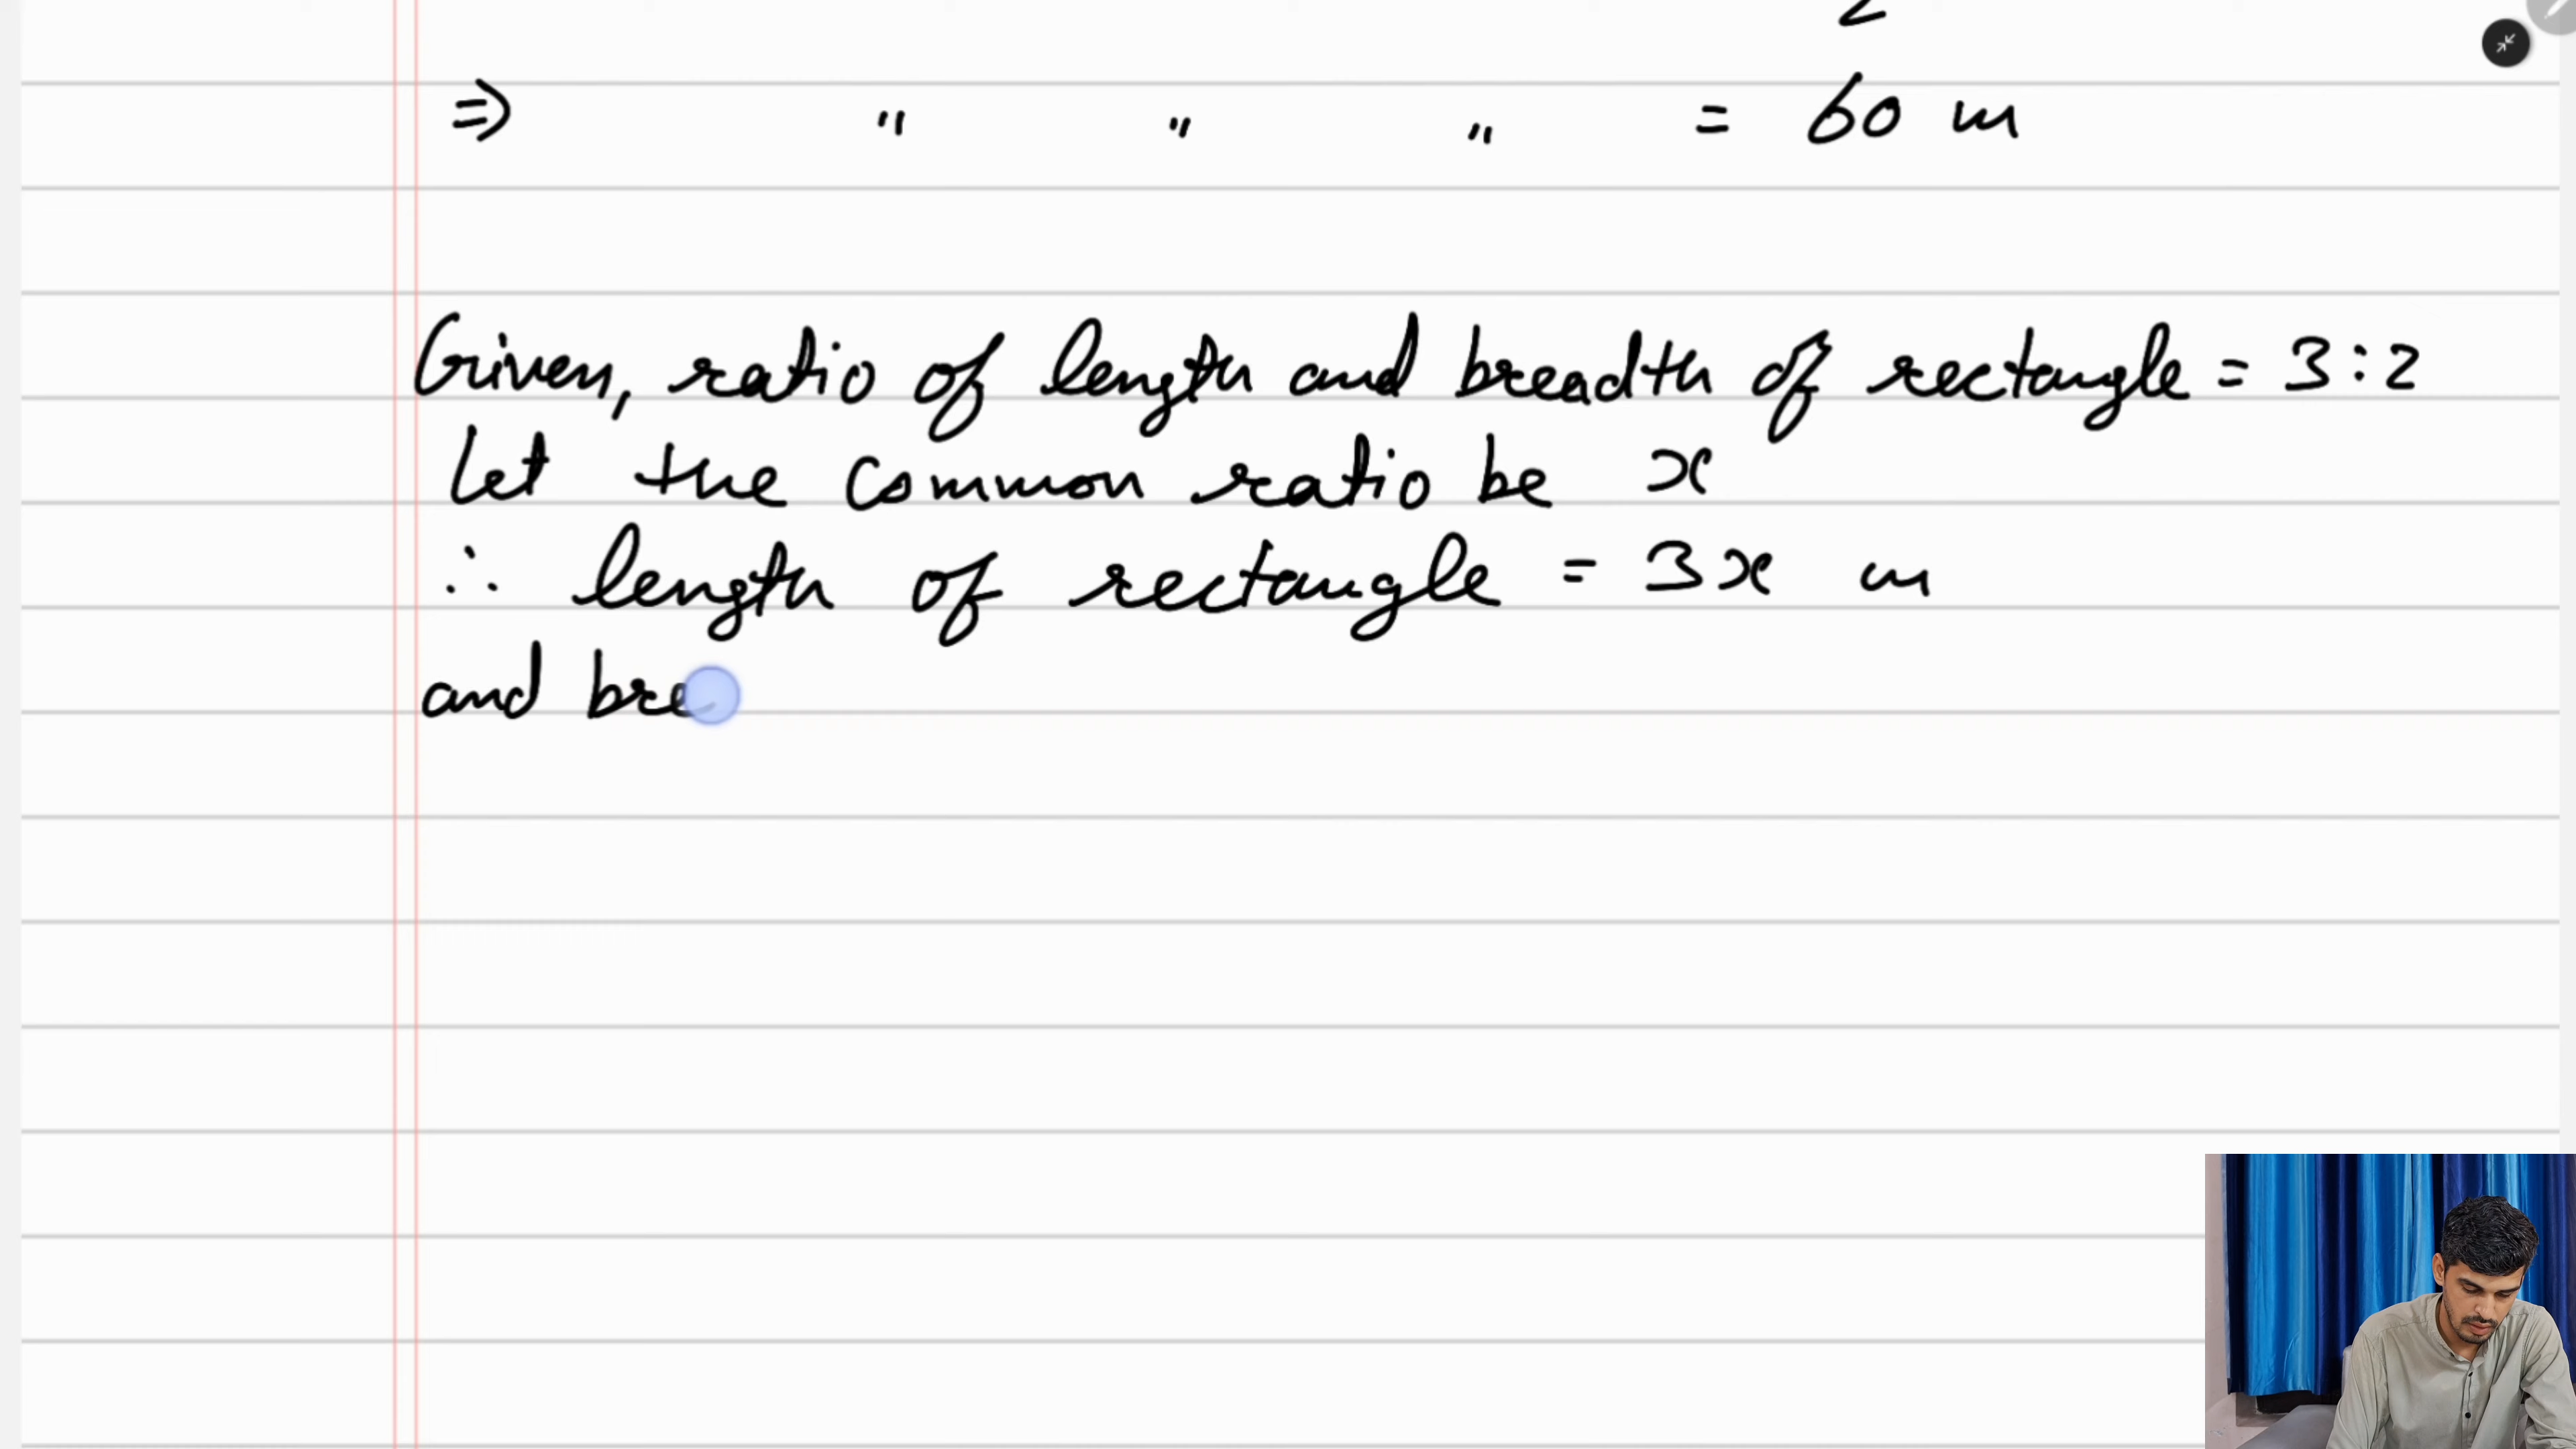 2
⇒ " " " = 60 m
Given, ratio of length and breadth of rectangle = 3:2
Let the common ratio be x
∴ length of rectangle = 3x m
and bre